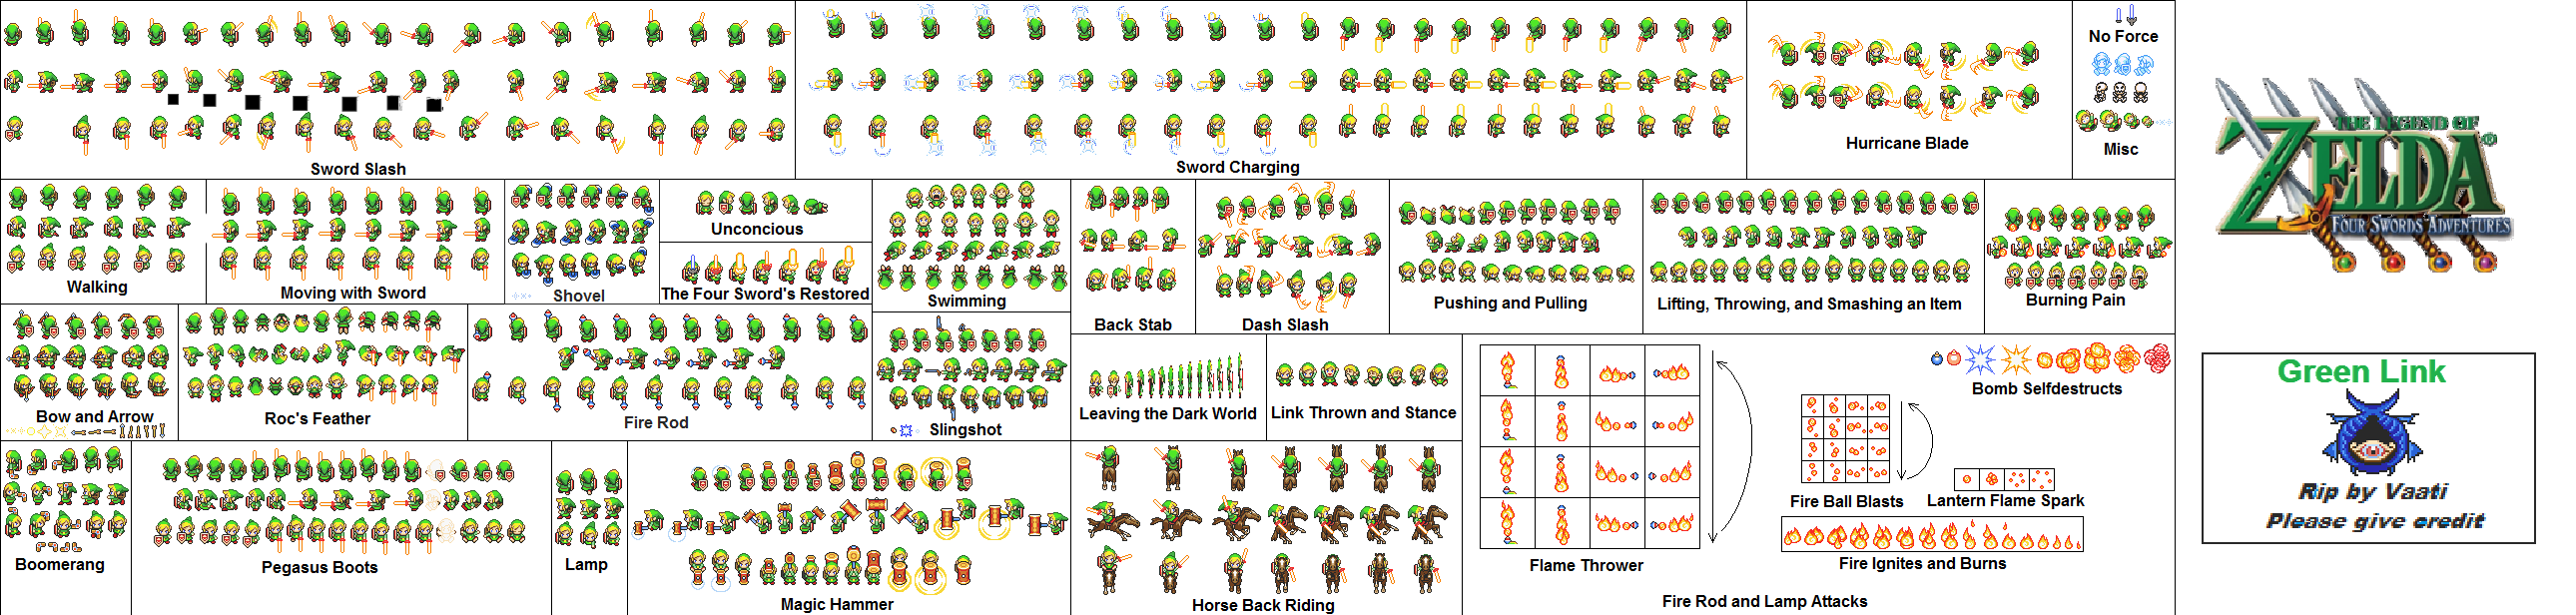 No Force
Misc
Sword Slash
Sword Charging
Hurricane Blade
THE LEGEND OF
ZELDA®
FOUR SWORDS ADVENTURES
Walking
Moving with Sword
Shovel
Unconcious
The Four Sword's Restored
Swimming
Back Stab
Dash Slash
Pushing and Pulling
Lifting, Throwing, and Smashing an Item
Burning Pain
Bow and Arrow
Roc's Feather
Fire Rod
Slingshot
Leaving the Dark World
Link Thrown and Stance
Bomb Selfdestructs
Fire Ball Blasts
Lantern Flame Spark
Flame Thrower
Fire Ignites and Burns
Fire Rod and Lamp Attacks
Boomerang
Pegasus Boots
Lamp
Magic Hammer
Horse Back Riding
Green Link
Rip by Vaati
Please give credit